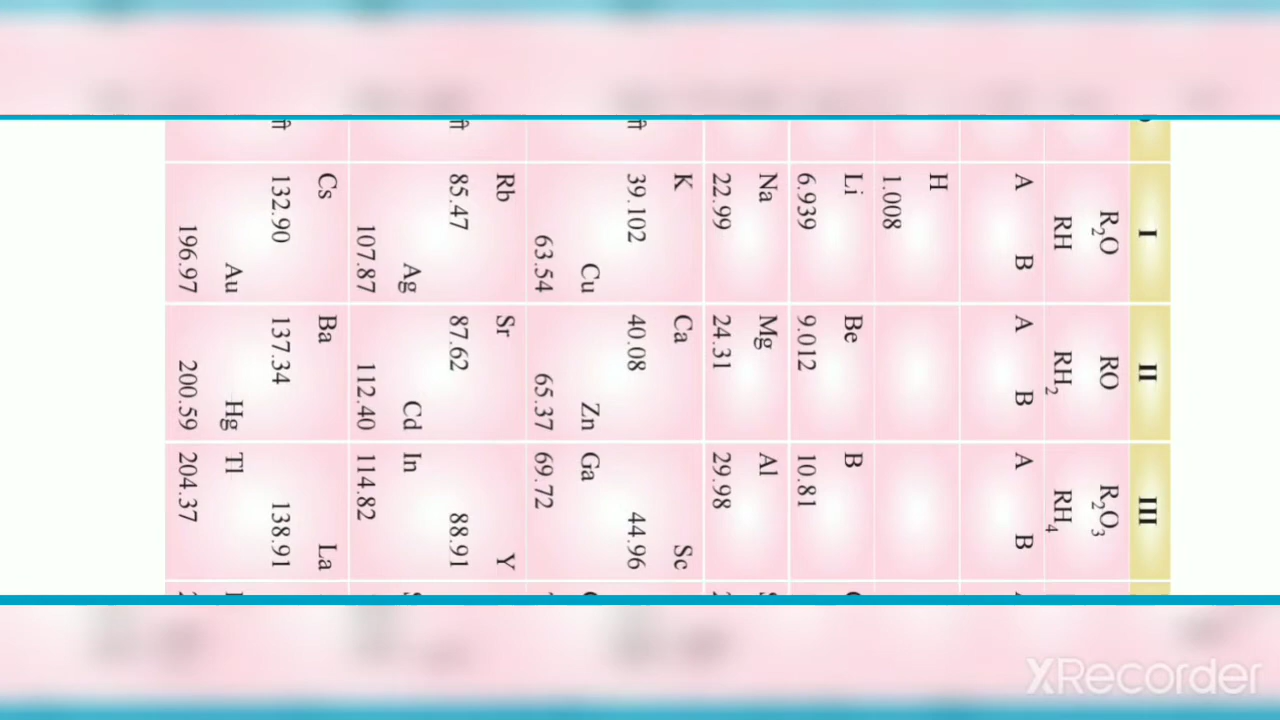 I II III
R₂O RO R₂O₃
RH RH₂ RH₄
A B A B A B
H
1.008
Li Be B
6.939 9.012 10.81
Na Mg Al
22.99 24.31 29.98
K Ca Sc
39.102 40.08 44.96
Cu Zn Ga
63.54 65.37 69.72
Rb Sr Y
85.47 87.62 88.91
Ag Cd In
107.87 112.40 114.82
Cs Ba La
132.90 137.34 138.91
Au Hg Tl
196.97 200.59 204.37
XRecorder